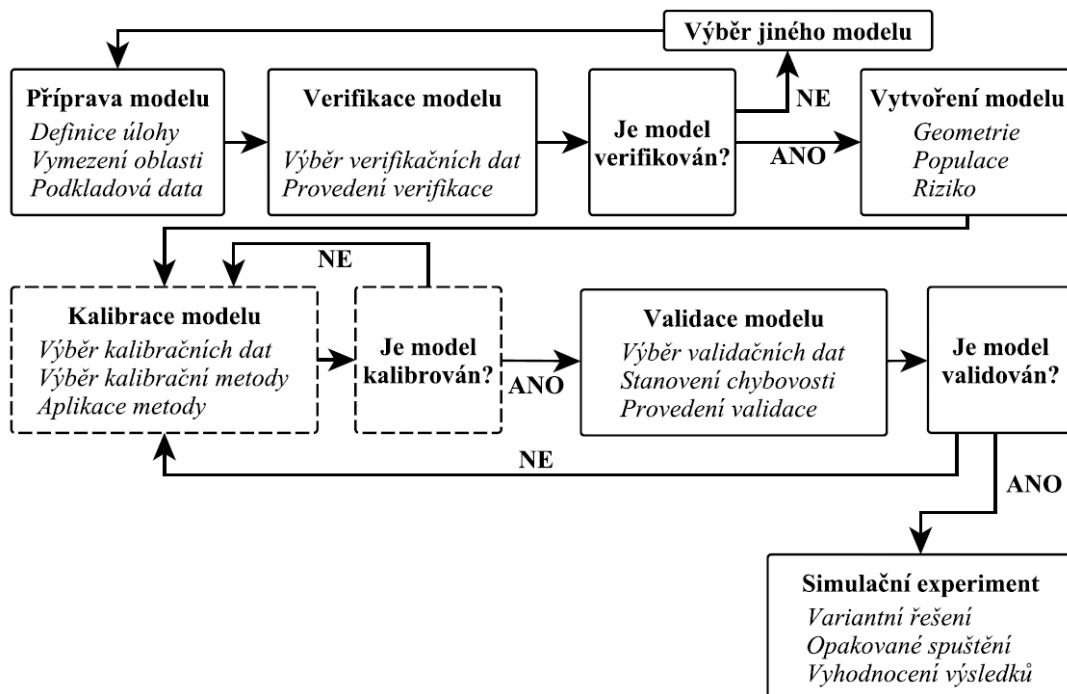 Výběr jiného modelu
Příprava modelu
Definice úlohy
Vymezení oblasti
Podkladová data
Verifikace modelu
Výběr verifikačních dat
Provedení verifikace
Je model
verifikován?
NE
ANO
Vytvoření modelu
Geometrie
Populace
Riziko
NE
Kalibrace modelu
Výběr kalibračních dat
Výběr kalibrační metody
Aplikace metody
Je model
kalibrován?
ANO
Validace modelu
Výběr validačních dat
Stanovení chybovosti
Provedení validace
Je model
validován?
NE
ANO
Simulační experiment
Variantní řešení
Opakované spuštění
Vyhodnocení výsledků